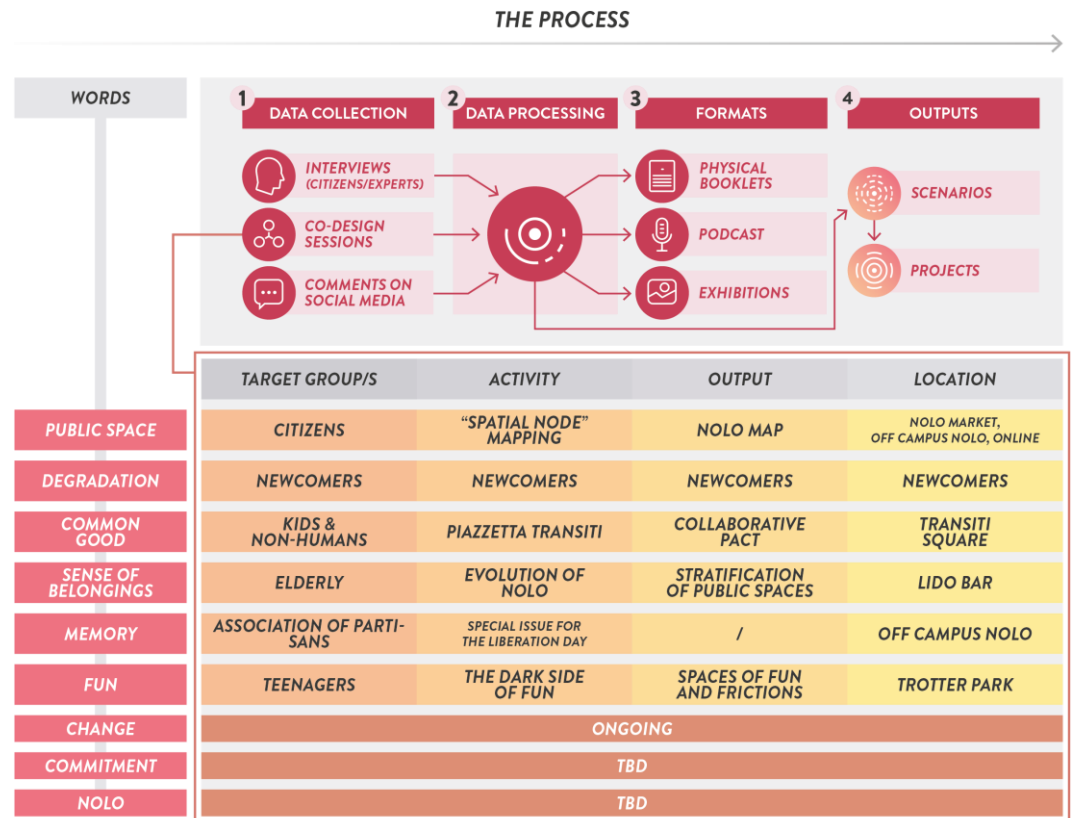 THE PROCESS
WORDS
1 DATA COLLECTION
2 DATA PROCESSING
3 FORMATS
4 OUTPUTS
INTERVIEWS
(CITIZENS/EXPERTS)
CO-DESIGN
SESSIONS
COMMENTS ON
SOCIAL MEDIA
PHYSICAL
BOOKLETS
PODCAST
EXHIBITIONS
SCENARIOS
PROJECTS
TARGET GROUP/S
ACTIVITY
OUTPUT
LOCATION
PUBLIC SPACE
CITIZENS
“SPATIAL NODE”
MAPPING
NOLO MAP
NOLO MARKET,
OFF CAMPUS NOLO, ONLINE
DEGRADATION
NEWCOMERS
NEWCOMERS
NEWCOMERS
NEWCOMERS
COMMON
GOOD
KIDS &
NON-HUMANS
PIAZZETTA TRANSITI
COLLABORATIVE
PACT
TRANSITI
SQUARE
SENSE OF
BELONGINGS
ELDERLY
EVOLUTION OF
NOLO
STRATIFICATION
OF PUBLIC SPACES
LIDO BAR
MEMORY
ASSOCIATION OF PARTI-
SANS
SPECIAL ISSUE FOR
THE LIBERATION DAY
/
OFF CAMPUS NOLO
FUN
TEENAGERS
THE DARK SIDE
OF FUN
SPACES OF FUN
AND FRICTIONS
TROTTER PARK
CHANGE
ONGOING
COMMITMENT
TBD
NOLO
TBD